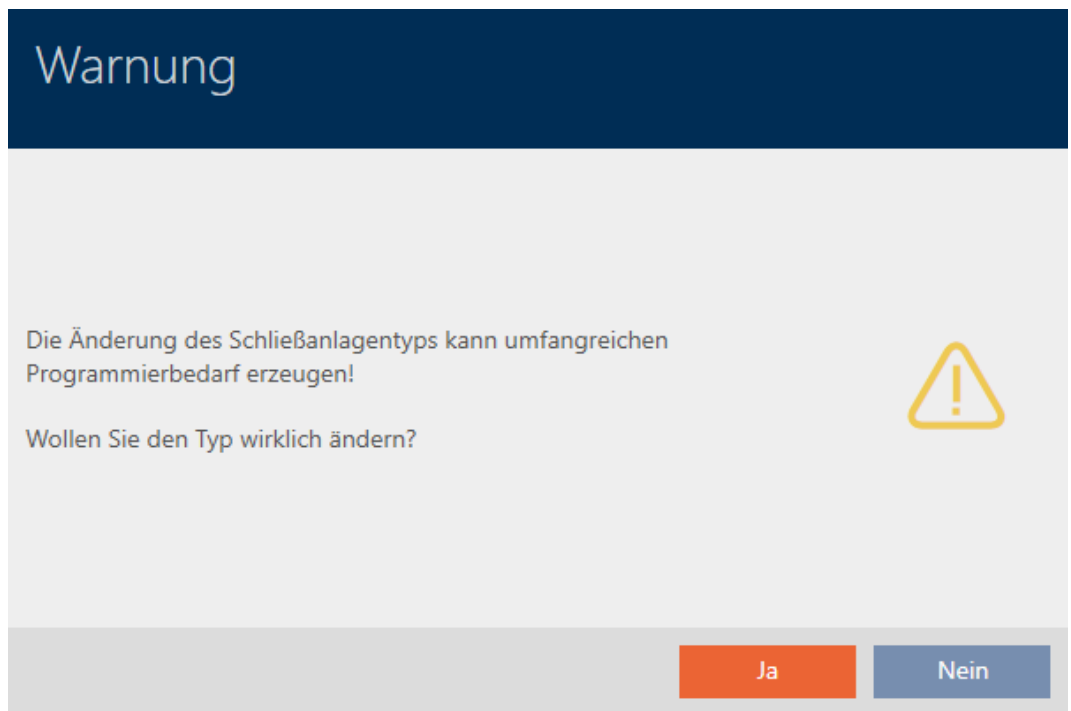 Warnung
Die Änderung des Schließanlagentyps kann umfangreichen
Programmierbedarf erzeugen!
Wollen Sie den Typ wirklich ändern?
Ja
Nein